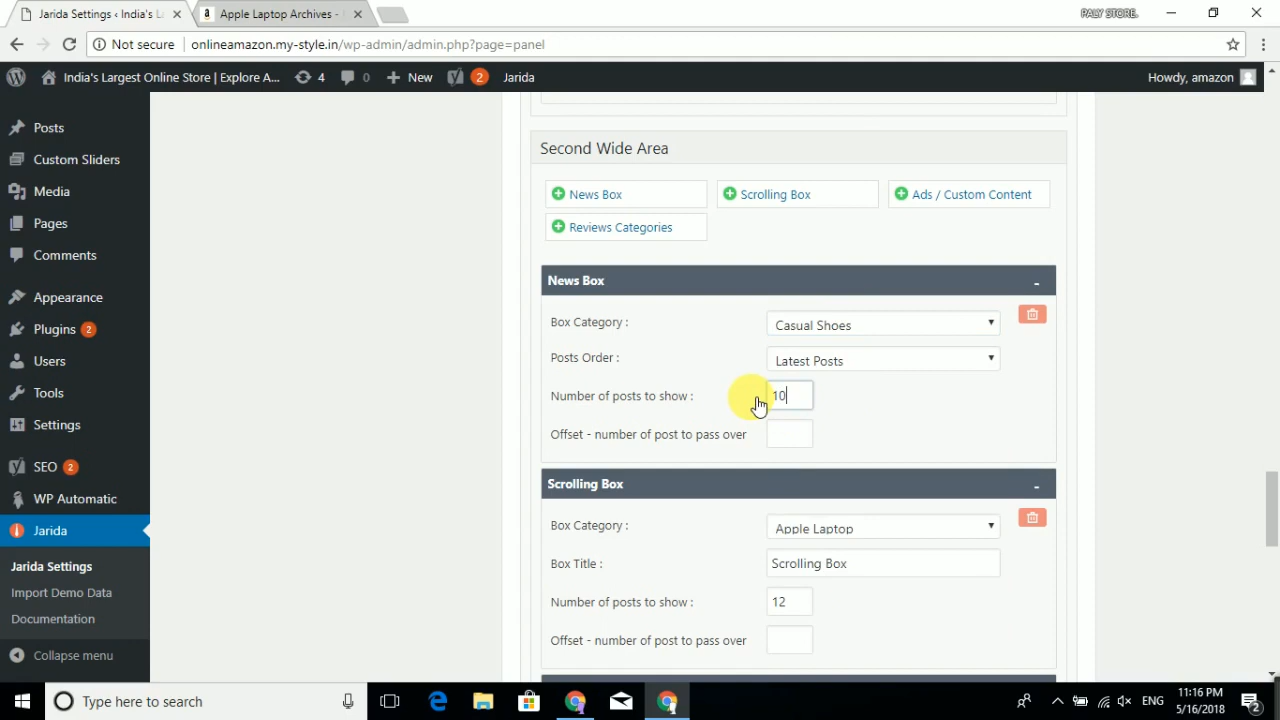 Jarida Settings ‹ India's L
Apple Laptop Archives -
PALY STORE.
Not secure
onlineamazon.my-style.in/wp-admin/admin.php?page=panel
India's Largest Online Store | Explore A...
4
0
New
2
Jarida
Howdy, amazon
Posts
Custom Sliders
Media
Pages
Comments
Appearance
Plugins 2
Users
Tools
Settings
SEO 2
WP Automatic
Jarida
Jarida Settings
Import Demo Data
Documentation
Collapse menu
Second Wide Area
News Box
Scrolling Box
Ads / Custom Content
Reviews Categories
News Box
-
Box Category :
Casual Shoes
Posts Order :
Latest Posts
Number of posts to show :
10
Offset - number of post to pass over
Scrolling Box
-
Box Category :
Apple Laptop
Box Title :
Scrolling Box
Number of posts to show :
12
Offset - number of post to pass over
Type here to search
ENG
11:16 PM
5/16/2018
2